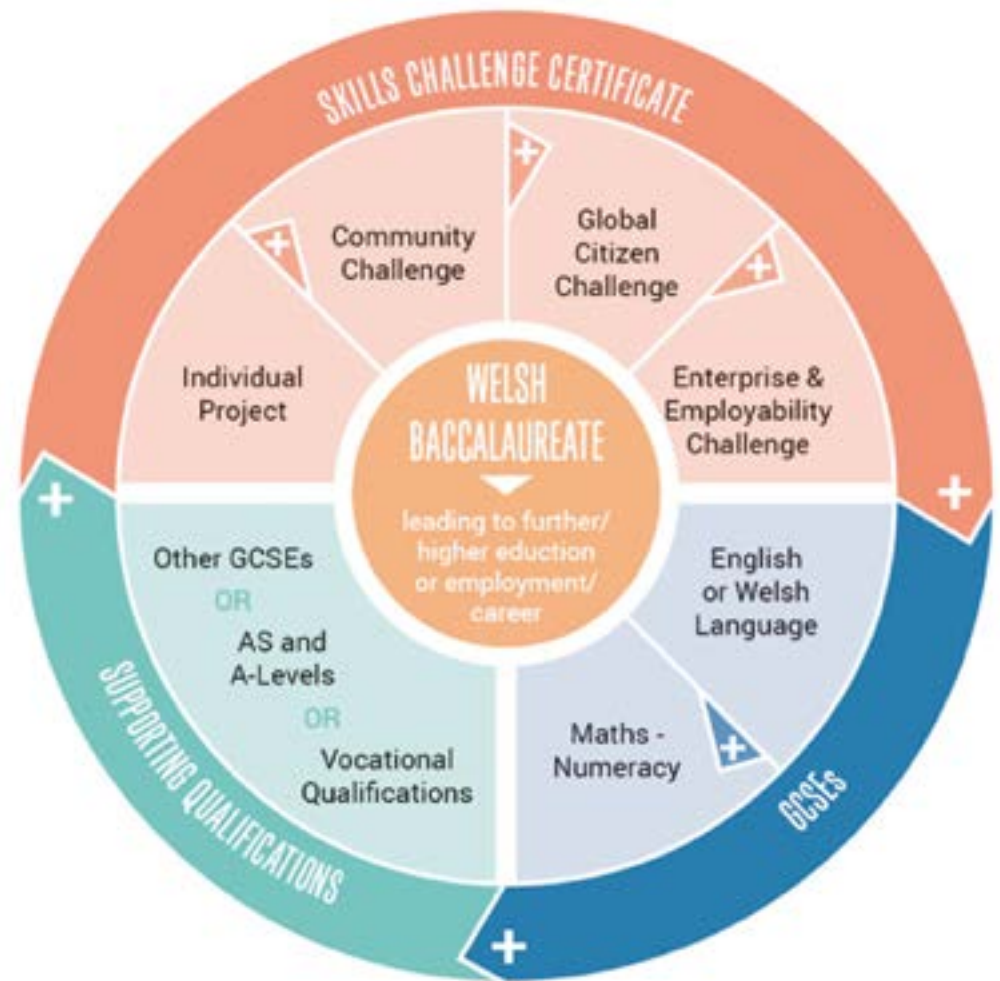 SKILLS CHALLENGE CERTIFICATE
Individual
Project
Community
Challenge
Global
Citizen
Challenge
Enterprise &
Employability
Challenge
WELSH
BACCALAUREATE
leading to further/
higher eduction
or employment/
career
English
or Welsh
Language
Maths -
Numeracy
GCSEs
Other GCSEs
OR
AS and
A-Levels
OR
Vocational
Qualifications
SUPPORTING QUALIFICATIONS